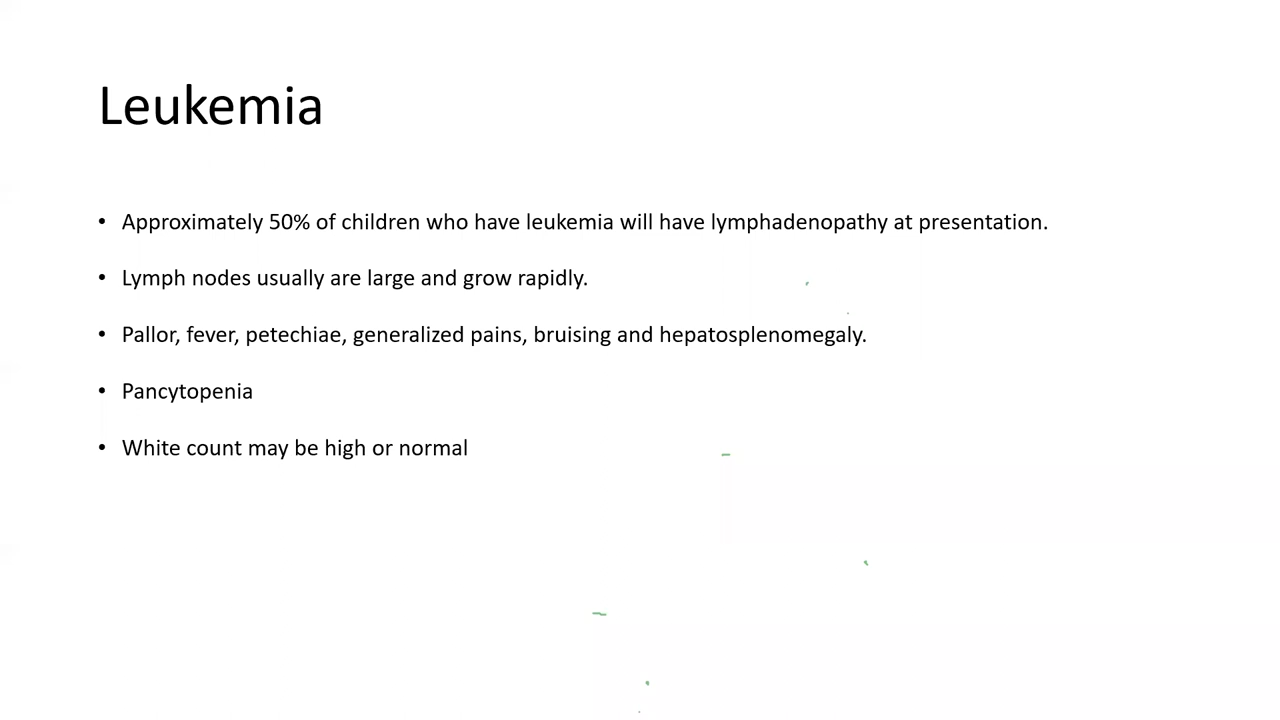 Leukemia
• Approximately 50% of children who have leukemia will have lymphadenopathy at presentation.
• Lymph nodes usually are large and grow rapidly.
• Pallor, fever, petechiae, generalized pains, bruising and hepatosplenomegaly.
• Pancytopenia
• White count may be high or normal